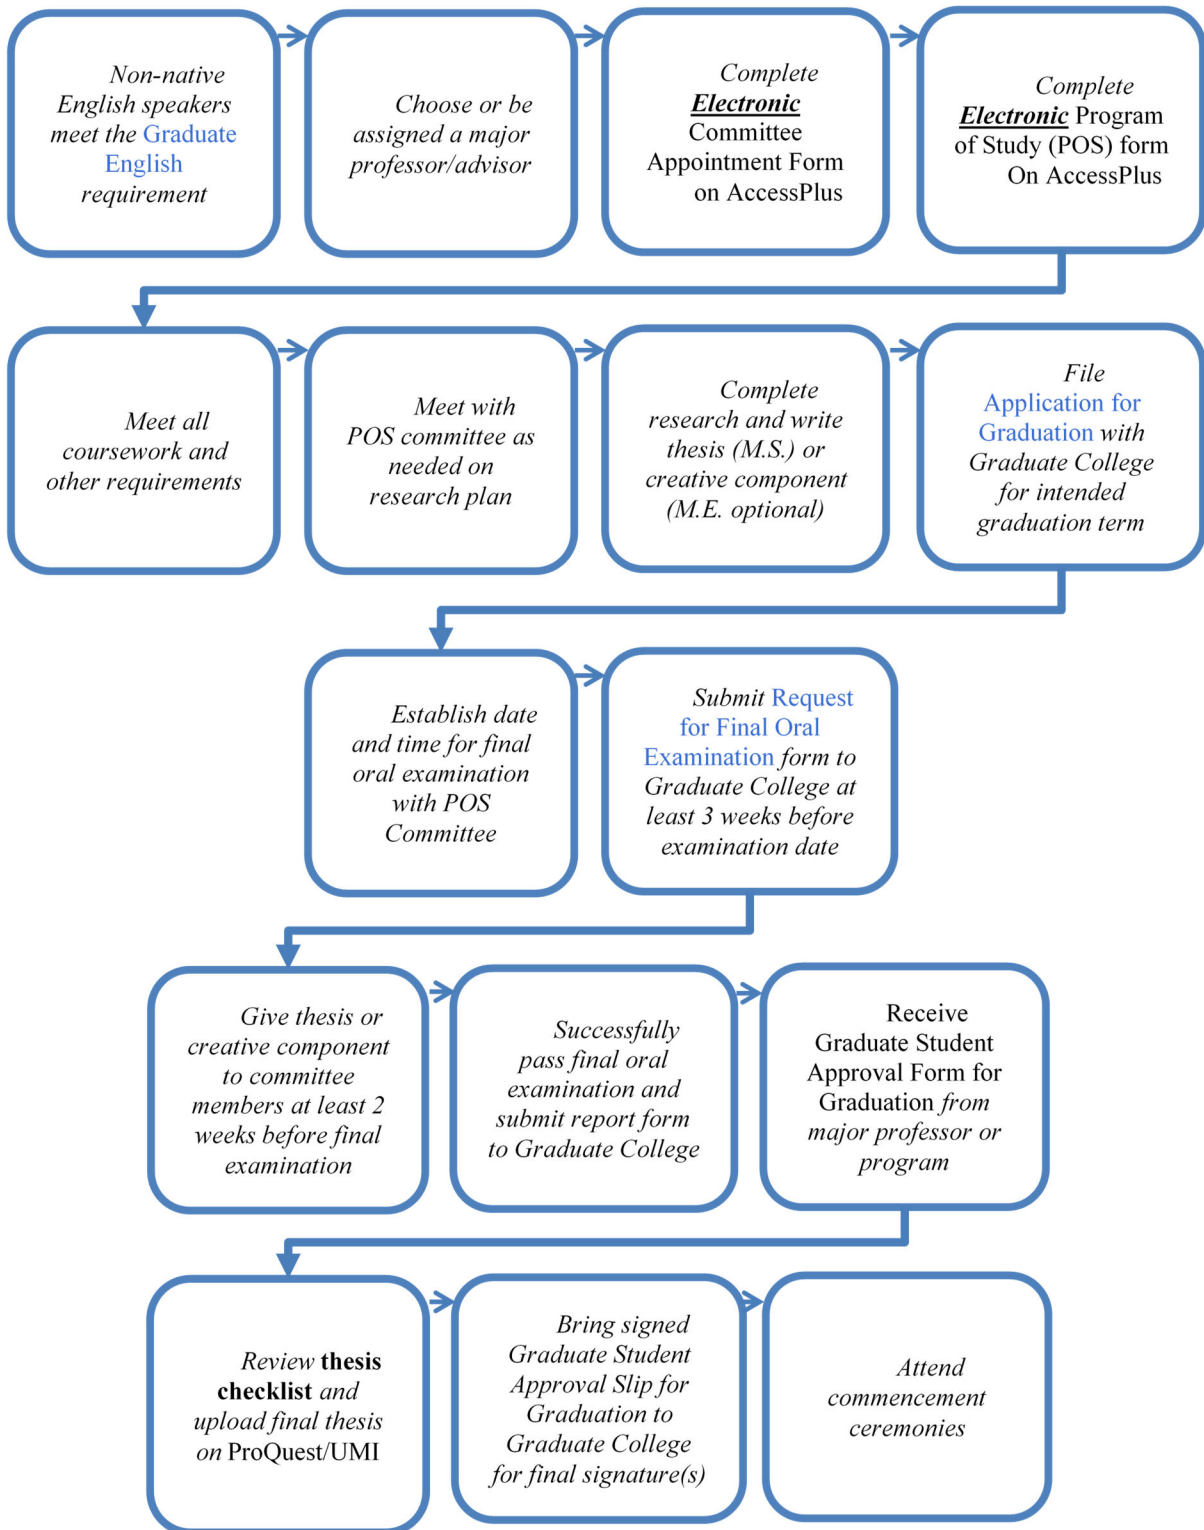 Non-native
English speakers
meet the Graduate
English
requirement
Choose or be
assigned a major
professor/advisor
Complete
Electronic
Committee
Appointment Form
on AccessPlus
Complete
Electronic Program
of Study (POS) form
On AccessPlus
Meet all
coursework and
other requirements
Meet with
POS committee as
needed on
research plan
Complete
research and write
thesis (M.S.) or
creative component
(M.E. optional)
File
Application for
Graduation with
Graduate College
for intended
graduation term
Establish date
and time for final
oral examination
with POS
Committee
Submit Request
for Final Oral
Examination form to
Graduate College at
least 3 weeks before
examination date
Give thesis or
creative component
to committee
members at least 2
weeks before final
examination
Successfully
pass final oral
examination and
submit report form
to Graduate College
Receive
Graduate Student
Approval Form for
Graduation from
major professor or
program
Review thesis
checklist and
upload final thesis
on ProQuest/UMI
Bring signed
Graduate Student
Approval Slip for
Graduation to
Graduate College
for final signature(s)
Attend
commencement
ceremonies